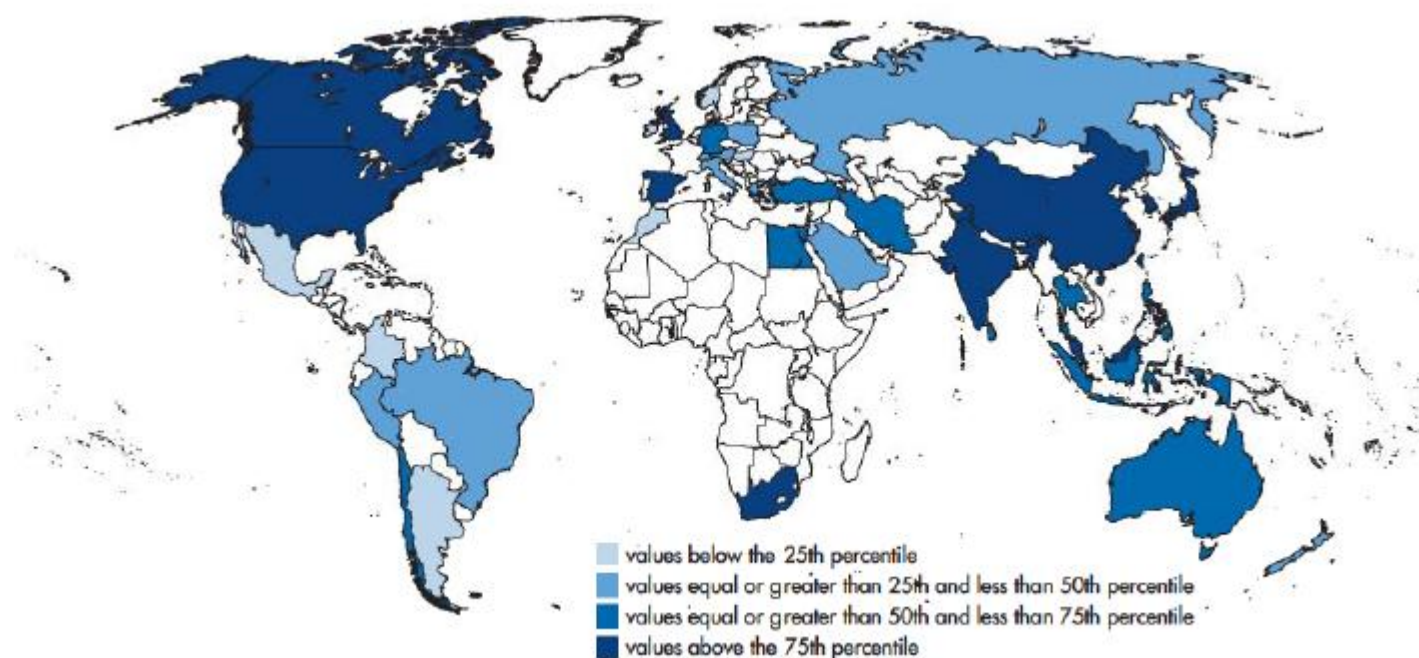 values below the 25th percentile
values equal or greater than 25th and less than 50th percentile
values equal or greater than 50th and less than 75th percentile
values above the 75th percentile